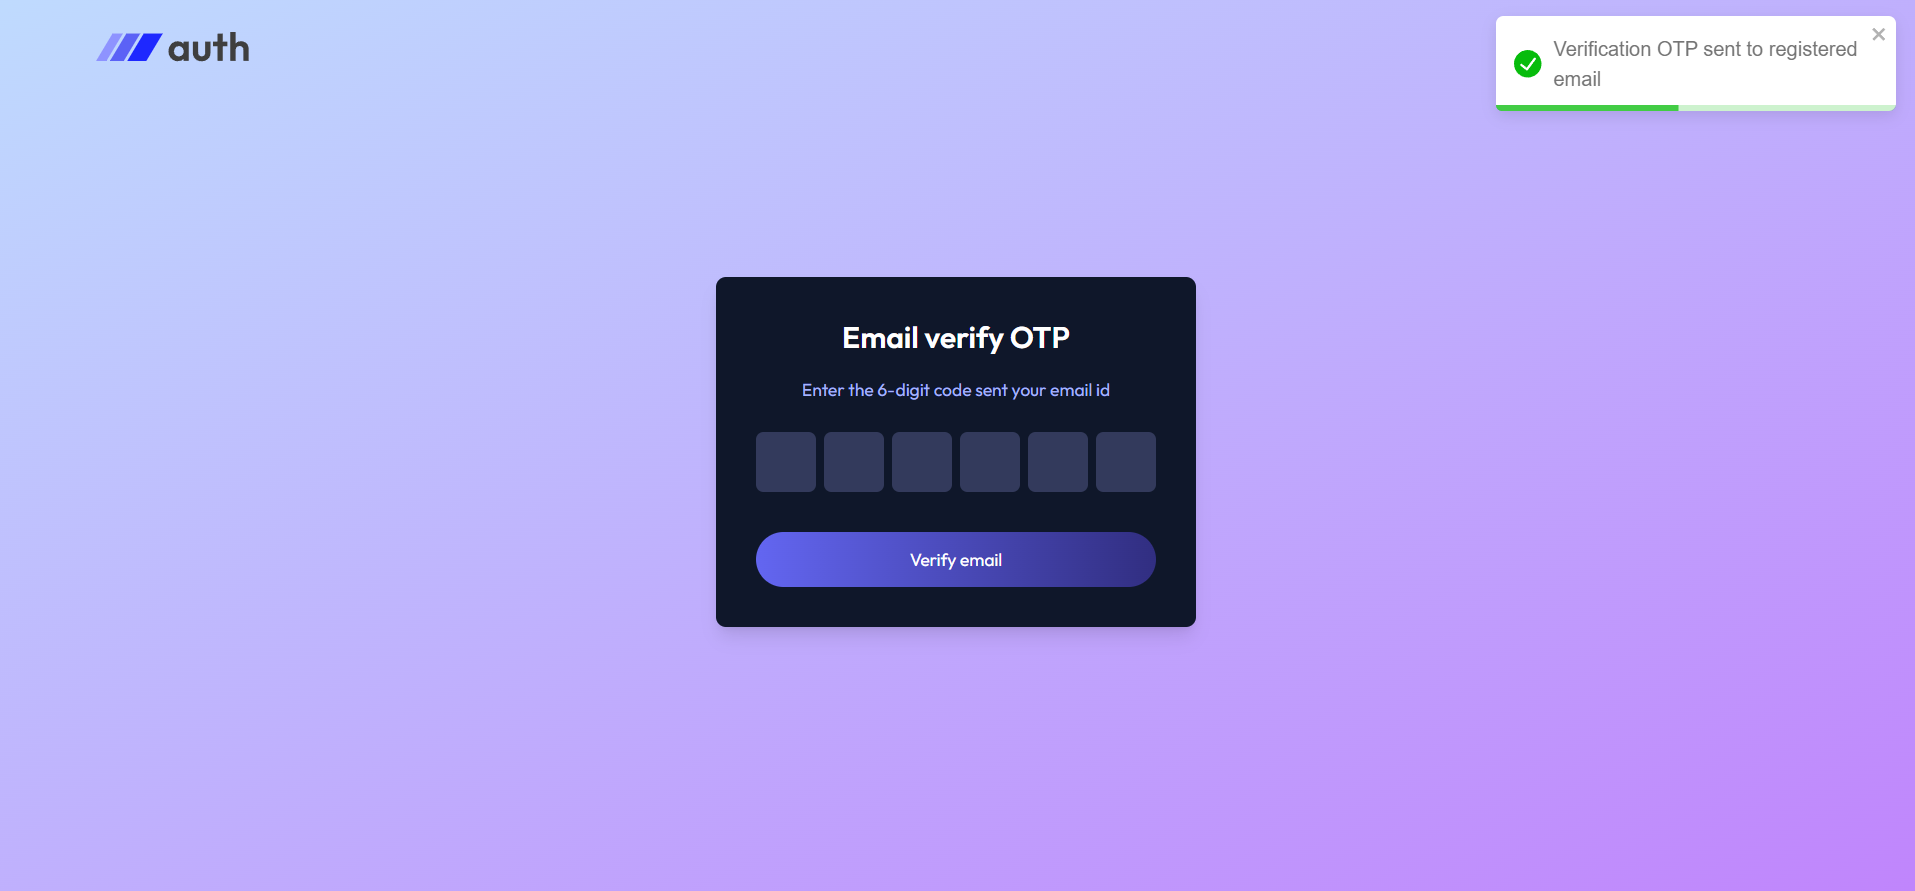 auth
Verification OTP sent to registered
email
Email verify OTP
Enter the 6-digit code sent your email id
Verify email